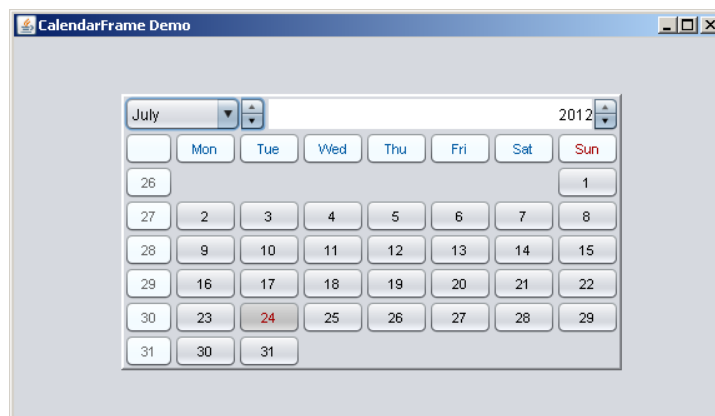 CalendarFrame Demo
July 2012
Mon Tue Wed Thu Fri Sat Sun
26 1
27 2 3 4 5 6 7 8
28 9 10 11 12 13 14 15
29 16 17 18 19 20 21 22
30 23 24 25 26 27 28 29
31 30 31